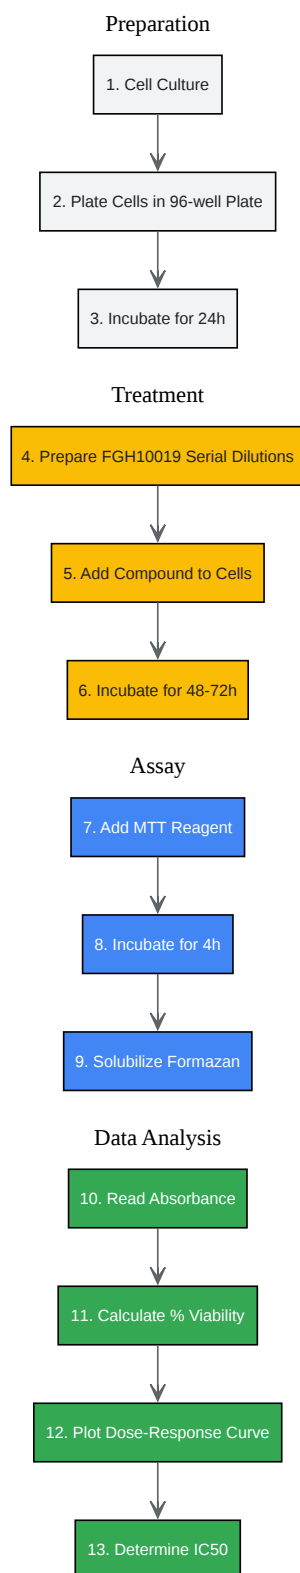 Preparation
1. Cell Culture
2. Plate Cells in 96-well Plate
3. Incubate for 24h
Treatment
4. Prepare FGH10019 Serial Dilutions
5. Add Compound to Cells
6. Incubate for 48-72h
Assay
7. Add MTT Reagent
8. Incubate for 4h
9. Solubilize Formazan
Data Analysis
10. Read Absorbance
11. Calculate % Viability
12. Plot Dose-Response Curve
13. Determine IC50